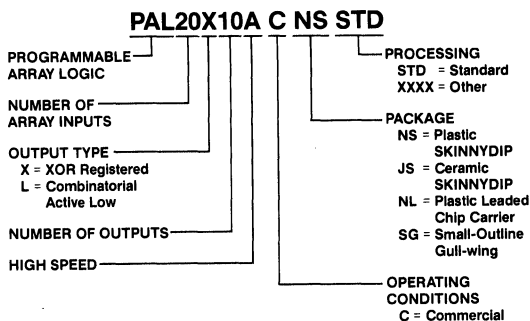 PAL20X10A C NS STD
PROGRAMMABLE
ARRAY LOGIC
NUMBER OF
ARRAY INPUTS
OUTPUT TYPE
X = XOR Registered
L = Combinatorial
Active Low
NUMBER OF OUTPUTS
HIGH SPEED
PROCESSING
STD = Standard
XXXX = Other
PACKAGE
NS = Plastic
SKINNYDIP
JS = Ceramic
SKINNYDIP
NL = Plastic Leaded
Chip Carrier
SG = Small-Outline
Gull-wing
OPERATING
CONDITIONS
C = Commercial